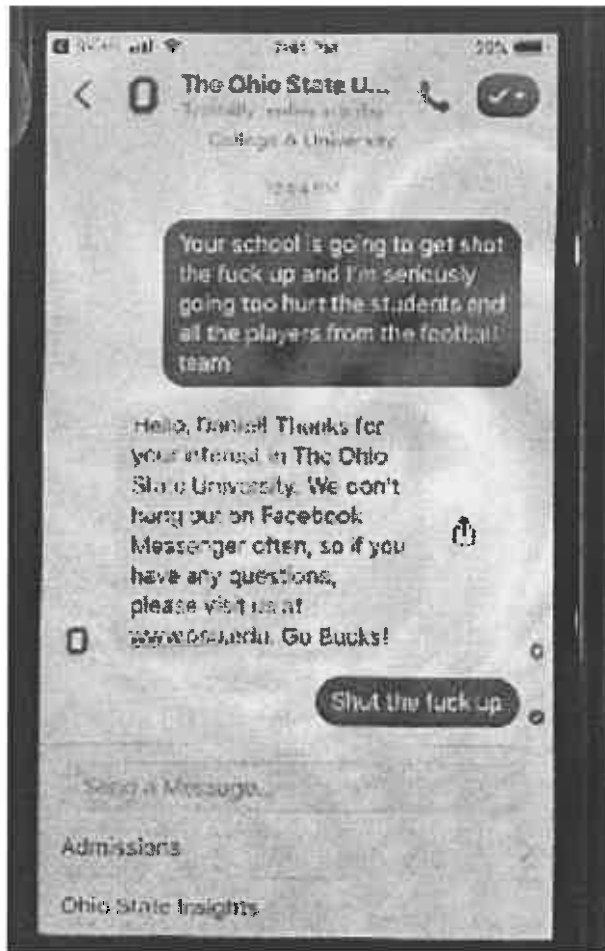 The Ohio State U...
College & University
Your school is going to get shot
the fuck up and I'm seriously
going too hurt the students and
all the players from the football
team
Hello, Daniel! Thanks for
your interest in The Ohio
State University. We don't
hang out on Facebook
Messenger often, so if you
have any questions,
please visit us at
www.osu.edu. Go Bucks!
Shut the fuck up
Send a Message...
Admissions
Ohio State Insights